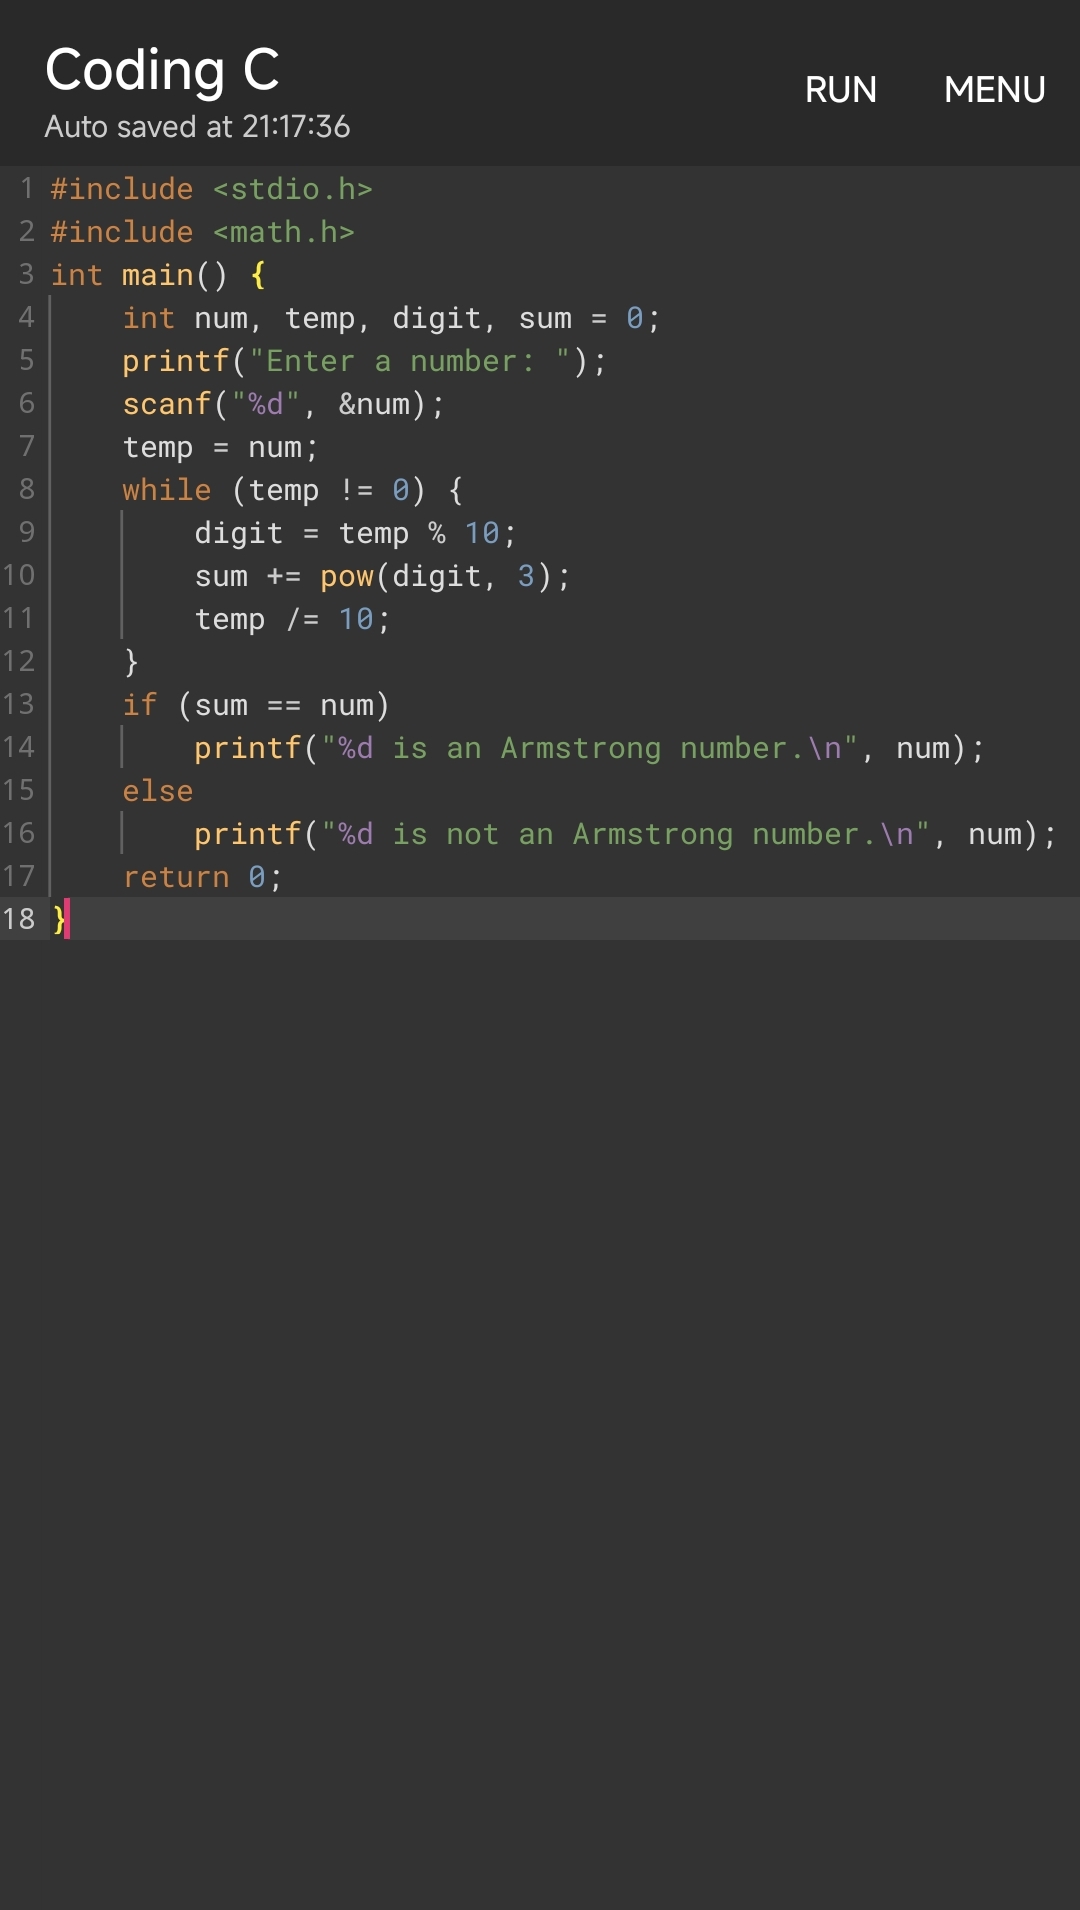 Coding C
Auto saved at 21:17:36
RUN
MENU
1 #include <stdio.h>
2 #include <math.h>
3 int main() {
4     int num, temp, digit, sum = 0;
5     printf("Enter a number: ");
6     scanf("%d", &num);
7     temp = num;
8     while (temp != 0) {
9         digit = temp % 10;
10         sum += pow(digit, 3);
11         temp /= 10;
12     }
13     if (sum == num)
14         printf("%d is an Armstrong number.\n", num);
15     else
16         printf("%d is not an Armstrong number.\n", num);
17     return 0;
18 }